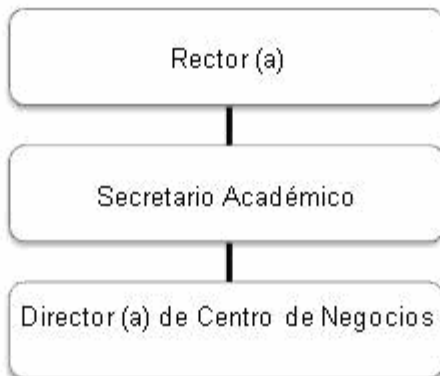 Rector (a)
Secretario Académico
Director (a) de Centro de Negocios